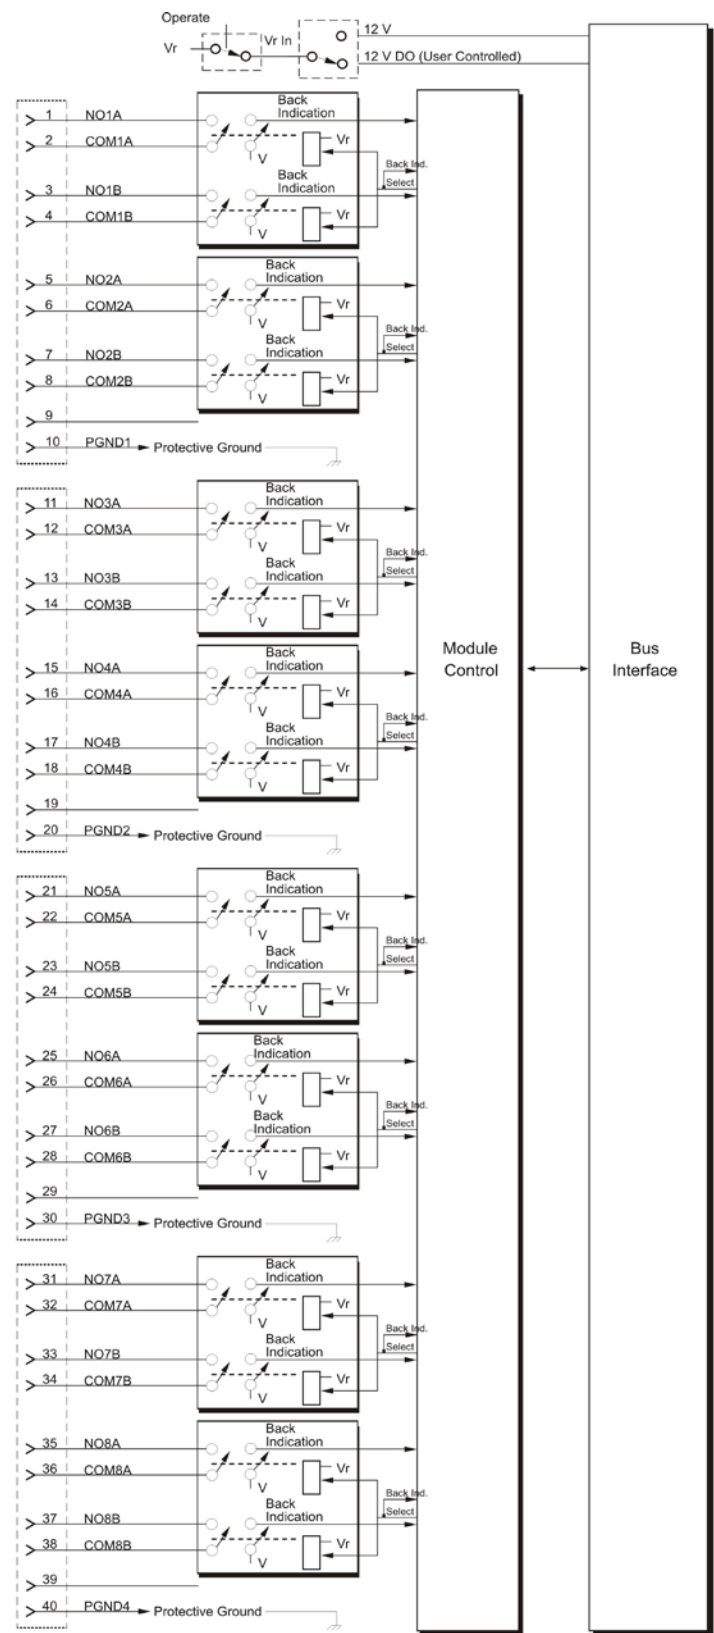 Operate
Vr
Vr In
12 V
12 V DO (User Controlled)
Back
Indication
1 NO1A
2 COM1A
Vr
V
Back Ind.
Select
Back
Indication
3 NO1B
4 COM1B
Vr
V
Back
Indication
5 NO2A
6 COM2A
Vr
V
Back Ind.
Select
Back
Indication
7 NO2B
8 COM2B
Vr
V
9
10 PGND1 Protective Ground
Back
Indication
11 NO3A
12 COM3A
Vr
V
Back Ind.
Select
Back
Indication
13 NO3B
14 COM3B
Vr
V
Module
Control
Bus
Interface
Back
Indication
15 NO4A
16 COM4A
Vr
V
Back Ind.
Select
Back
Indication
17 NO4B
18 COM4B
Vr
V
19
20 PGND2 Protective Ground
Back
Indication
21 NO5A
22 COM5A
Vr
V
Back Ind.
Select
Back
Indication
23 NO5B
24 COM5B
Vr
V
Back
Indication
25 NO6A
26 COM6A
Vr
V
Back Ind.
Select
Back
Indication
27 NO6B
28 COM6B
Vr
V
29
30 PGND3 Protective Ground
Back
Indication
31 NO7A
32 COM7A
Vr
V
Back Ind.
Select
Back
Indication
33 NO7B
34 COM7B
Vr
V
Back
Indication
35 NO8A
36 COM8A
Vr
V
Back Ind.
Select
Back
Indication
37 NO8B
38 COM8B
Vr
V
39
40 PGND4 Protective Ground